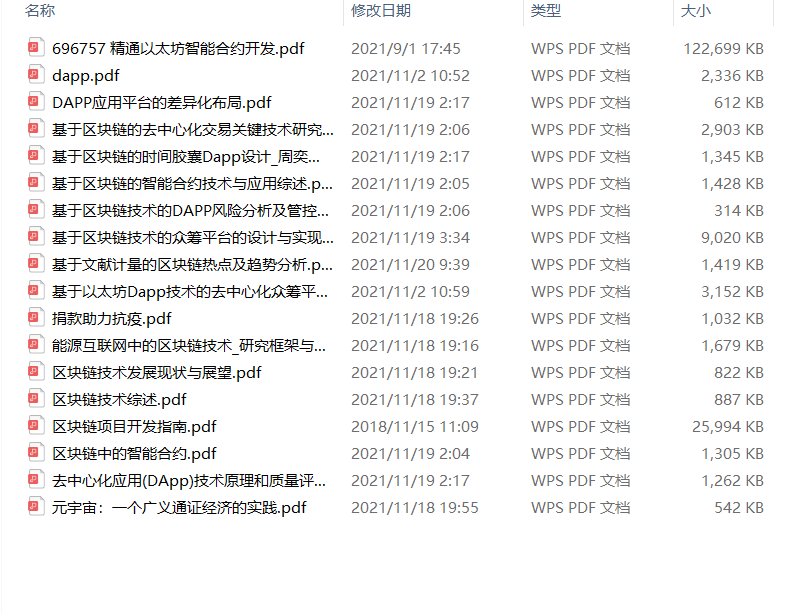 名称 修改日期 类型 大小
696757 精通以太坊智能合约开发.pdf 2021/9/1 17:45 WPS PDF 文档 122,699 KB
dapp.pdf 2021/11/2 10:52 WPS PDF 文档 2,336 KB
DAPP应用平台的差异化布局.pdf 2021/11/19 2:17 WPS PDF 文档 612 KB
基于区块链的去中心化交易关键技术研究... 2021/11/19 2:06 WPS PDF 文档 2,903 KB
基于区块链的时间胶囊Dapp设计_周奕... 2021/11/19 2:17 WPS PDF 文档 1,345 KB
基于区块链的智能合约技术与应用综述.p... 2021/11/19 2:05 WPS PDF 文档 1,428 KB
基于区块链技术的DAPP风险分析及管控... 2021/11/19 2:06 WPS PDF 文档 314 KB
基于区块链技术的众筹平台的设计与实现... 2021/11/19 3:34 WPS PDF 文档 9,020 KB
基于文献计量的区块链热点及趋势分析.p... 2021/11/20 9:39 WPS PDF 文档 1,419 KB
基于以太坊Dapp技术的去中心化众筹平... 2021/11/2 10:59 WPS PDF 文档 3,152 KB
捐款助力抗疫.pdf 2021/11/18 19:26 WPS PDF 文档 1,032 KB
能源互联网中的区块链技术_研究框架与... 2021/11/18 19:16 WPS PDF 文档 1,679 KB
区块链技术发展现状与展望.pdf 2021/11/18 19:21 WPS PDF 文档 822 KB
区块链技术综述.pdf 2021/11/18 19:37 WPS PDF 文档 887 KB
区块链项目开发指南.pdf 2018/11/15 11:09 WPS PDF 文档 25,994 KB
区块链中的智能合约.pdf 2021/11/19 2:04 WPS PDF 文档 1,305 KB
去中心化应用(DApp)技术原理和质量评... 2021/11/19 2:17 WPS PDF 文档 1,262 KB
元宇宙：一个广义通证经济的实践.pdf 2021/11/18 19:55 WPS PDF 文档 542 KB